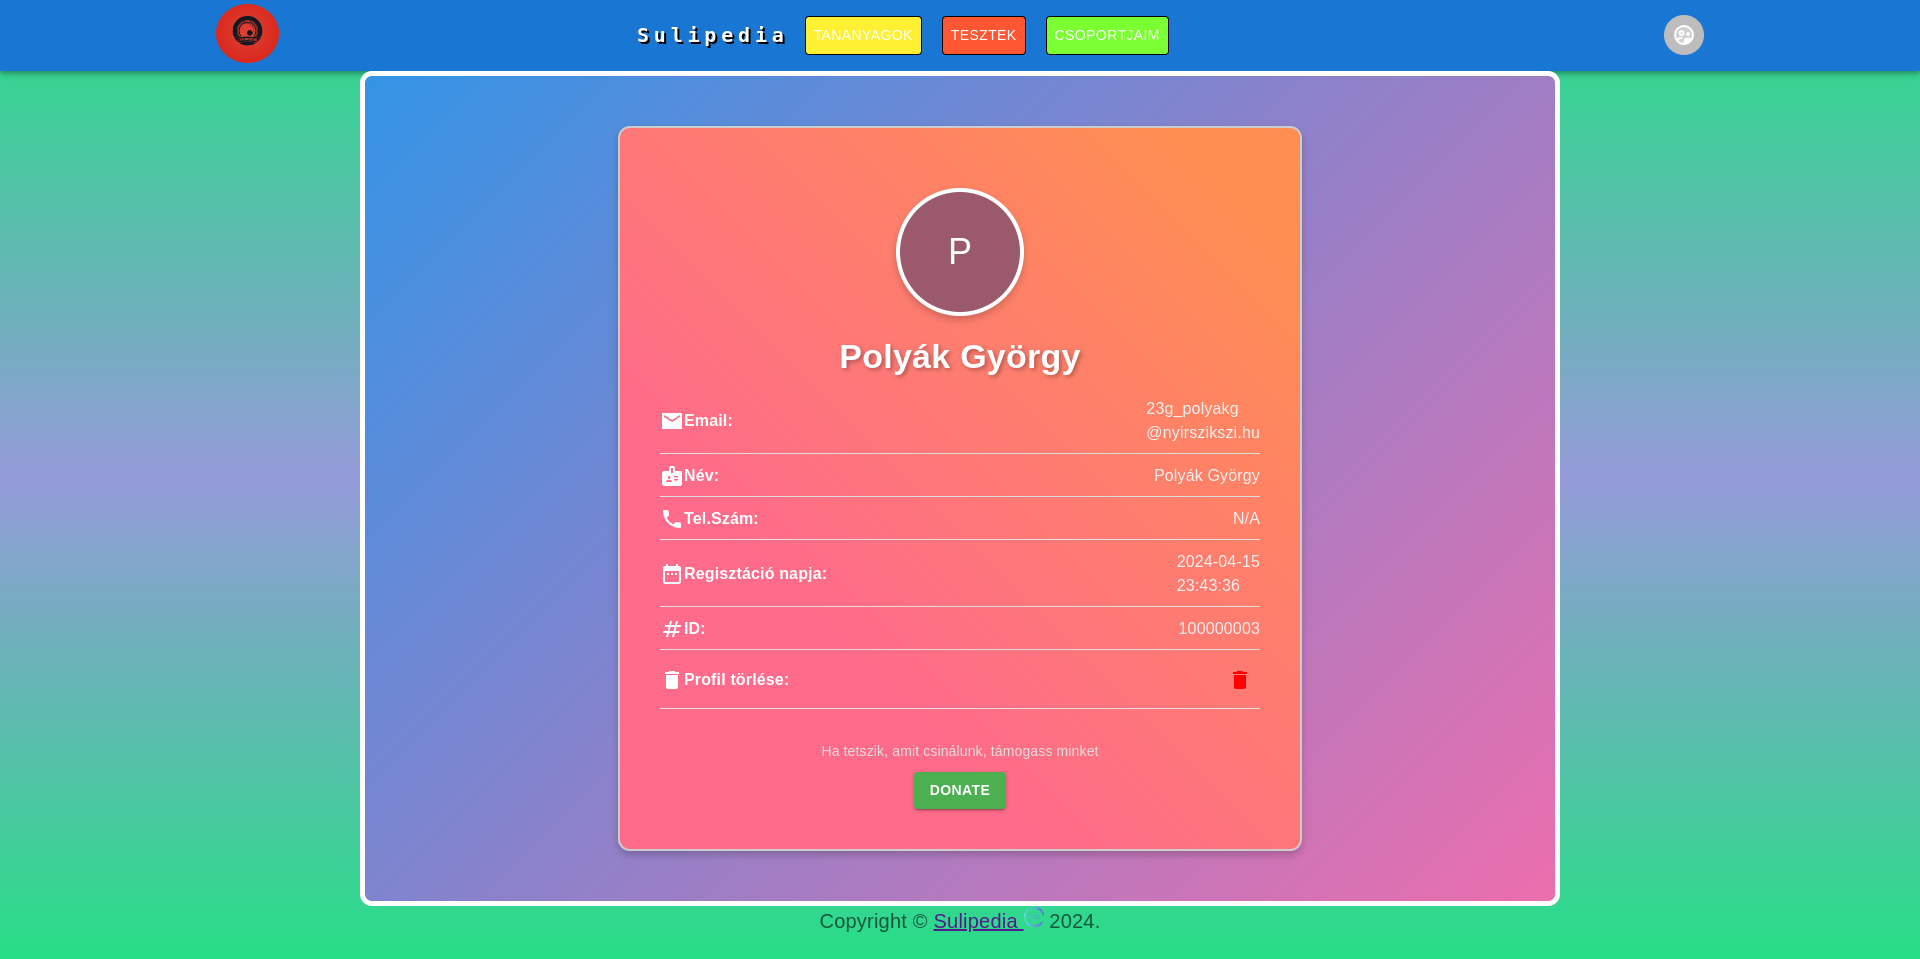 Sulipedia
TANANYAGOK
TESZTEK
CSOPORTJAIM
P
Polyák György
Email:
23g_polyakg
@nyirszikszi.hu
Név:
Polyák György
Tel.Szám:
N/A
Regisztáció napja:
2024-04-15
23:43:36
ID:
100000003
Profil törlése:
Ha tetszik, amit csinálunk, támogass minket
DONATE
Copyright © Sulipedia 2024.